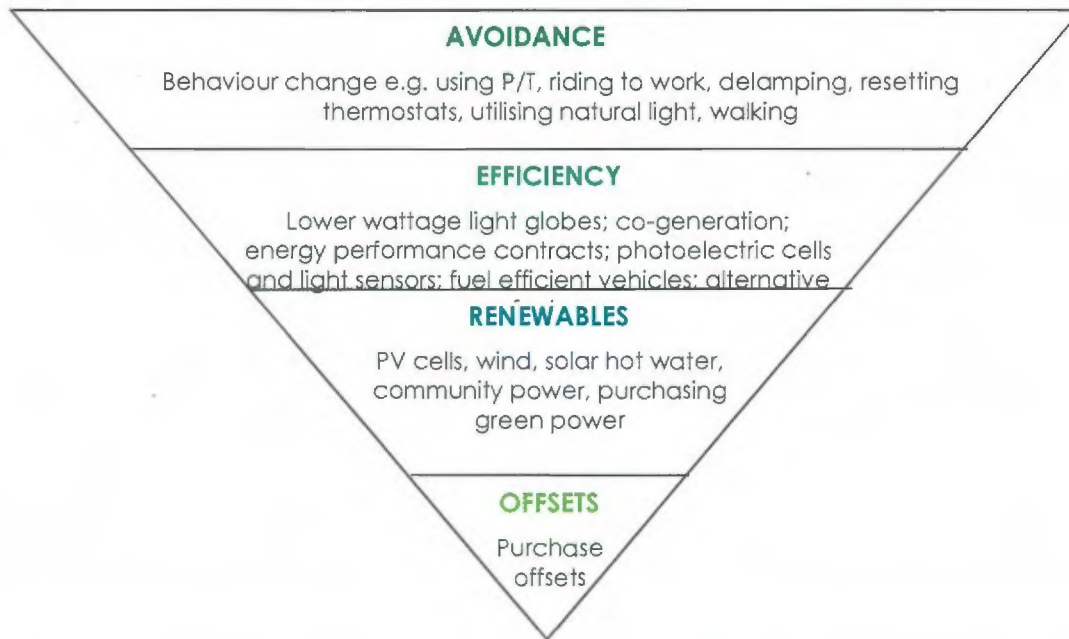 AVOIDANCE
Behaviour change e.g. using P/T, riding to work, delamping, resetting
thermostats, utilising natural light, walking
EFFICIENCY
Lower wattage light globes; co-generation;
energy performance contracts; photoelectric cells
and light sensors; fuel efficient vehicles; alternative
RENEWABLES
PV cells, wind, solar hot water,
community power, purchasing
green power
OFFSETS
Purchase
offsets